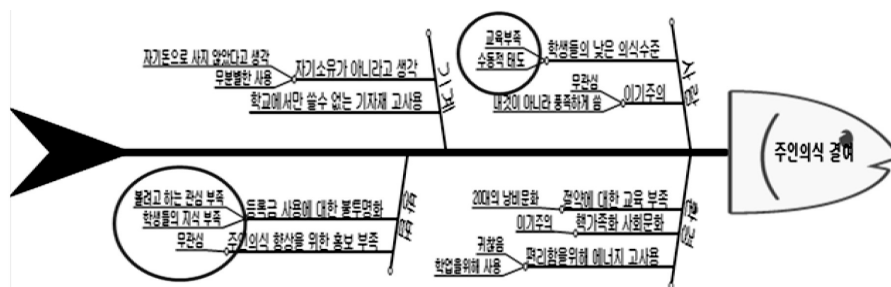 교육부족
수동적 태도
학생들의 낮은 의식수준
자기돈으로 사지 않았다고 생각
무분별한 사용
자기소유가 아니라고 생각
학교에서만 쓸수 없는 기자재 고사용
기계
무관심
내것이 아니라 풍족하게 씀
이기주의
사람
주인의식 결여
볼려고 하는 관심 부족
학생들의 지식 부족
등록금 사용에 대한 불투명화
무관심
주인의식 향상을 위한 홍보 부족
방법
20대의 낭비문화
절약에 대한 교육 부족
이기주의
핵가족화 사회문화
귀찮음
학업을위해 사용
편리함을위해 에너지 고사용
환경